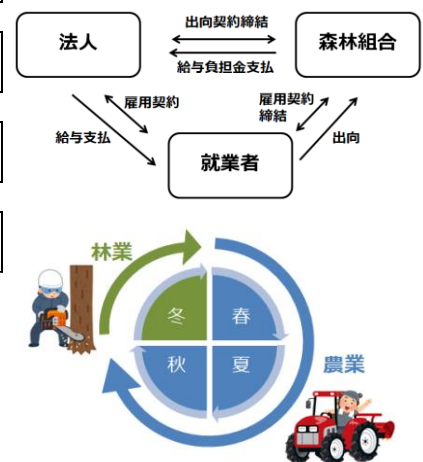 出向契約締結
法人
森林組合
給与負担金支払
雇用契約
雇用契約
締結
給与支払
出向
就業者
林業
冬
春
秋
夏
農業